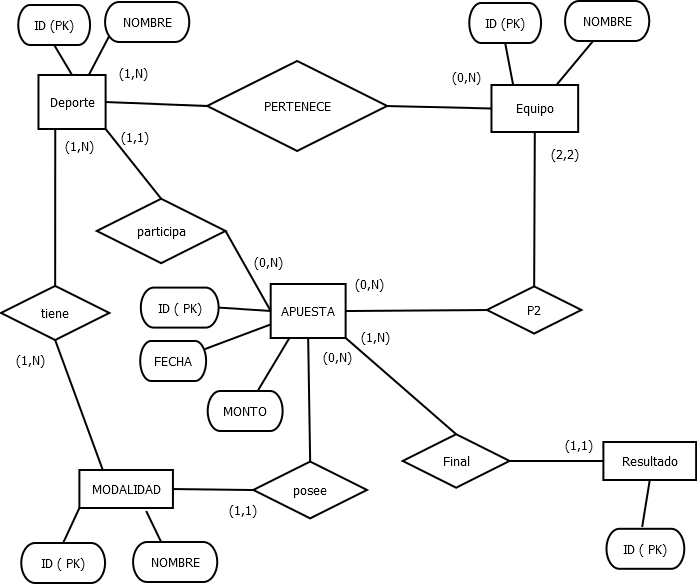 ID (PK)
NOMBRE
ID (PK)
NOMBRE
(1,N)
(0,N)
Deporte
PERTENECE
Equipo
(1,N)
(1,1)
(2,2)
participa
(0,N)
(0,N)
ID ( PK)
APUESTA
P2
tiene
(1,N)
FECHA
(0,N)
(1,N)
MONTO
(1,1)
Final
Resultado
MODALIDAD
posee
(1,1)
ID ( PK)
NOMBRE
ID ( PK)